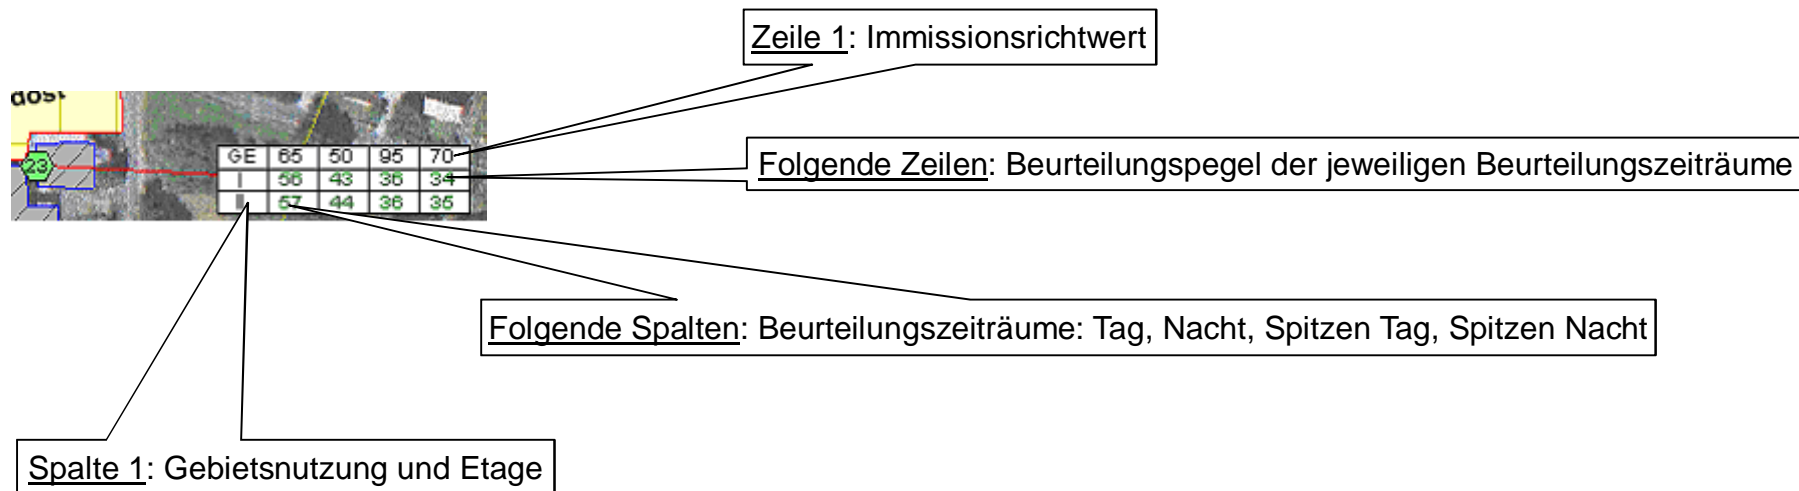 Zeile 1: Immissionsrichtwert
dost
GE 65 50 95 70
Folgende Zeilen: Beurteilungspegel der jeweiligen Beurteilungszeiträume
23
I 56 43 36 34
II 57 44 36 35
Folgende Spalten: Beurteilungszeiträume: Tag, Nacht, Spitzen Tag, Spitzen Nacht
Spalte 1: Gebietsnutzung und Etage